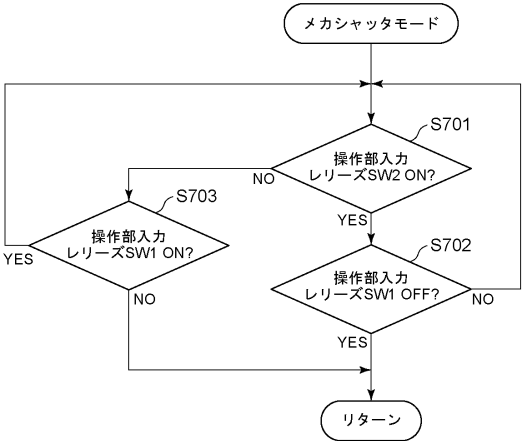 メカシャッタモード
S701
操作部入力
レリーズSW2 ON?
NO
YES
S703
操作部入力
レリーズSW1 ON?
YES
NO
S702
操作部入力
レリーズSW1 OFF?
NO
YES
リターン